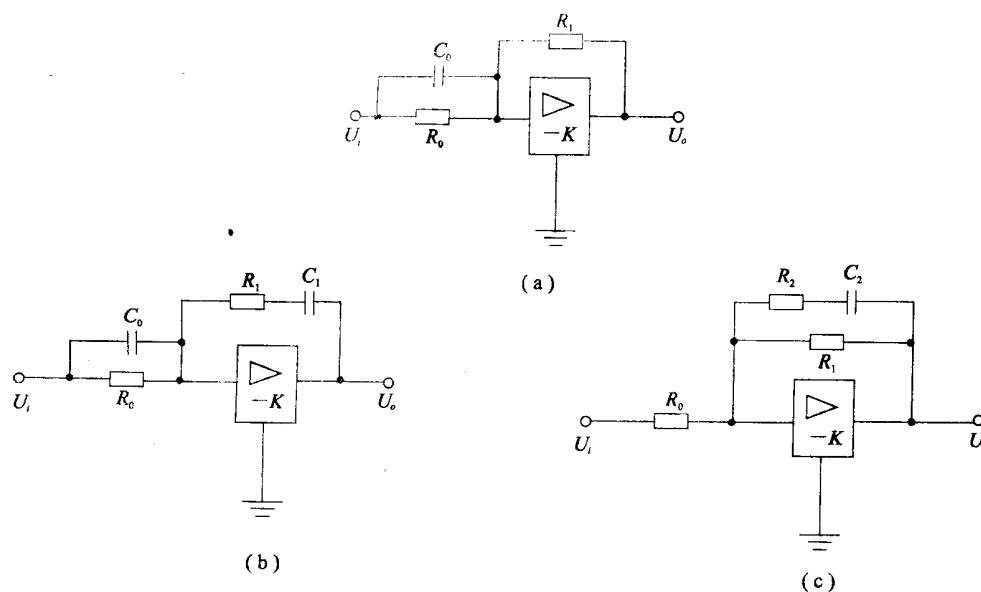 R₁
C₀
R₀
Uᵢ
−K
Uₒ
(a)
R₁
C₁
C₀
R₀
Uᵢ
−K
Uₒ
(b)
R₂
C₂
R₁
R₀
Uᵢ
−K
U
(c)